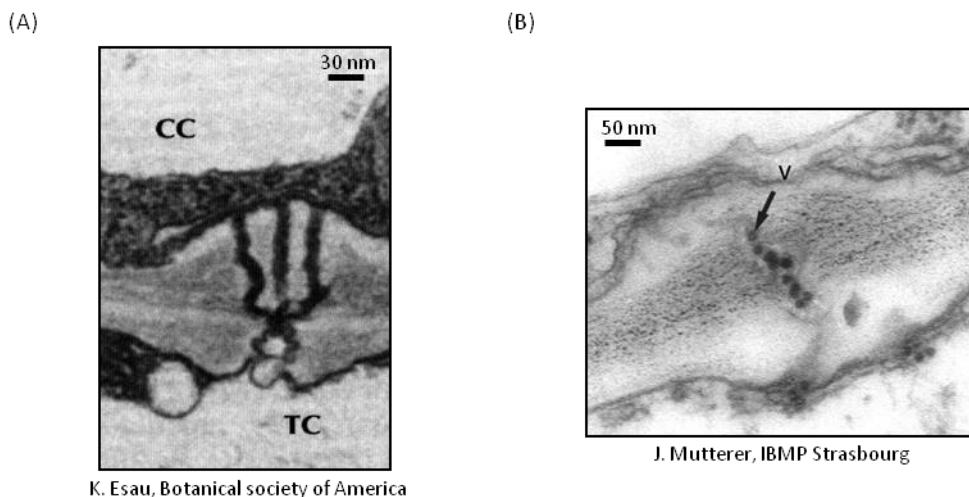 (A)
(B)
30 nm
CC
TC
K. Esau, Botanical society of America
50 nm
V
J. Mutterer, IBMP Strasbourg